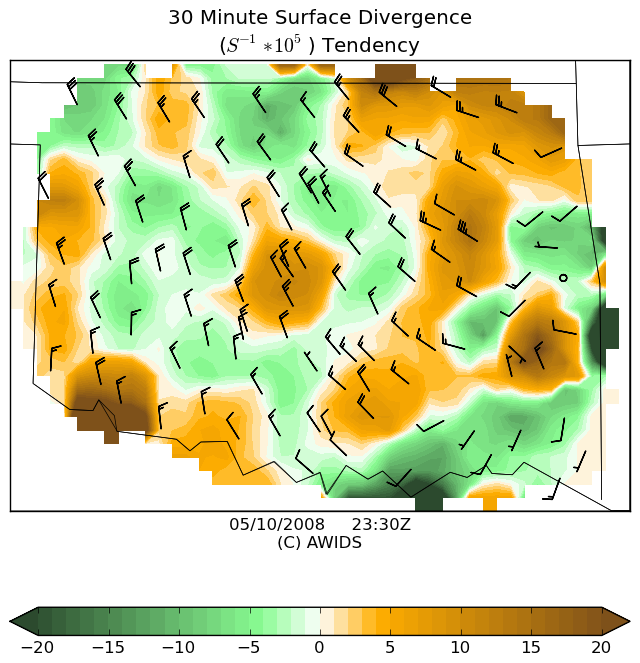 30 Minute Surface Divergence
(S⁻¹ *10⁵ ) Tendency
05/10/2008 23:30Z
(C) AWIDS
−20 −15 −10 −5 0 5 10 15 20